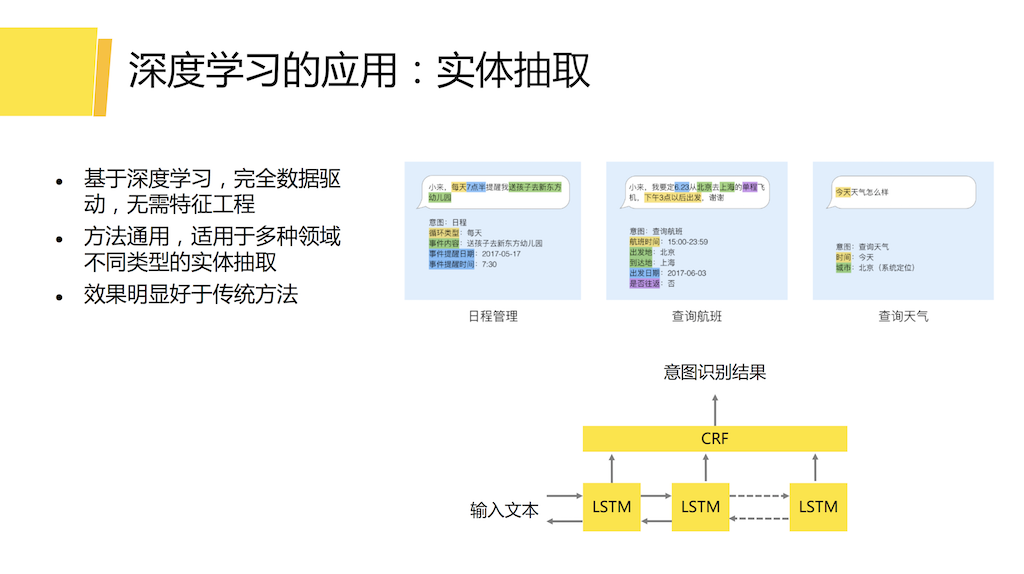 深度学习的应用：实体抽取
基于深度学习，完全数据驱
动，无需特征工程
方法通用，适用于多种领域
不同类型的实体抽取
效果明显好于传统方法
小来，每天7点半提醒我送孩子去新东方
幼儿园
意图：日程
循环类型：每天
事件内容：送孩子去新东方幼儿园
事件提醒日期：2017-05-17
事件提醒时间：7:30
日程管理
小来，我要定6.23从北京去上海的单程飞
机，下午3点以后出发，谢谢
意图：查询航班
航班时间：15:00-23:59
出发地：北京
到达地：上海
出发日期：2017-06-03
是否往返：否
查询航班
今天天气怎么样
意图：查询天气
时间：今天
城市：北京（系统定位）
查询天气
意图识别结果
CRF
输入文本
LSTM
LSTM
LSTM